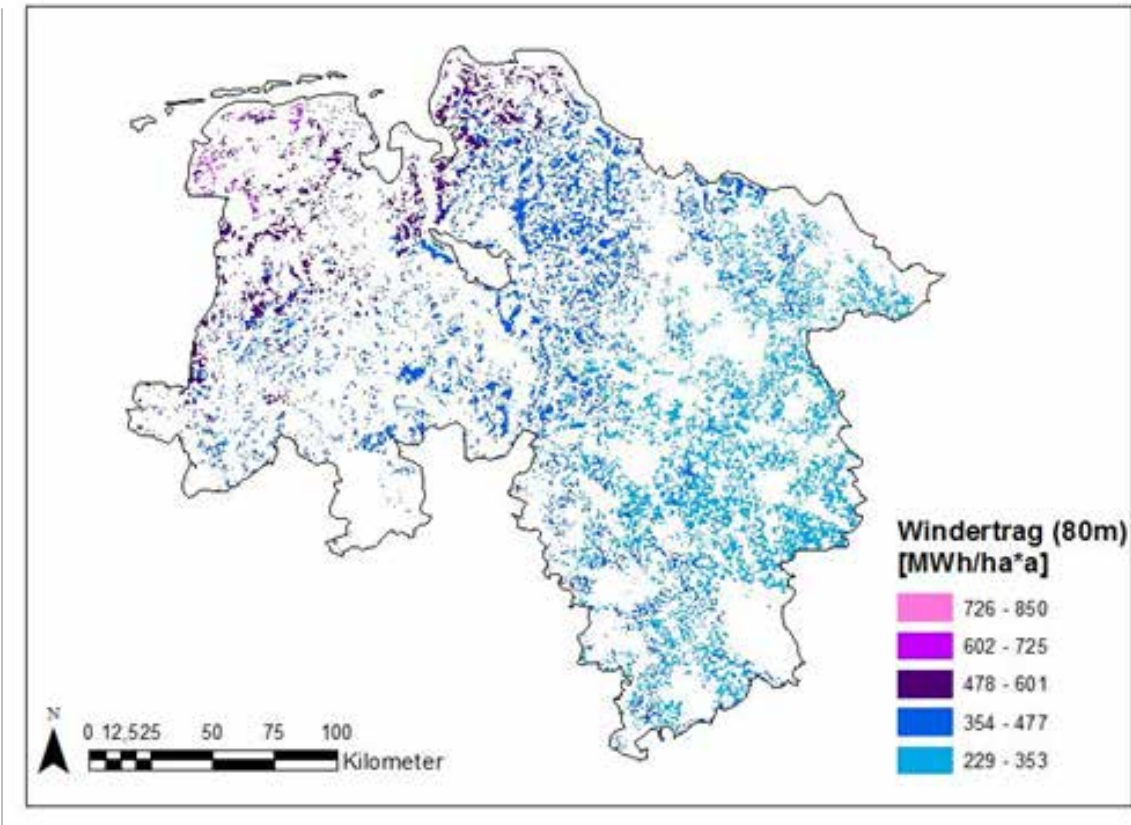 Windertrag (80m)
[MWh/ha*a]
726 - 850
602 - 725
478 - 601
354 - 477
229 - 353
N
0 12,525 50 75 100
Kilometer